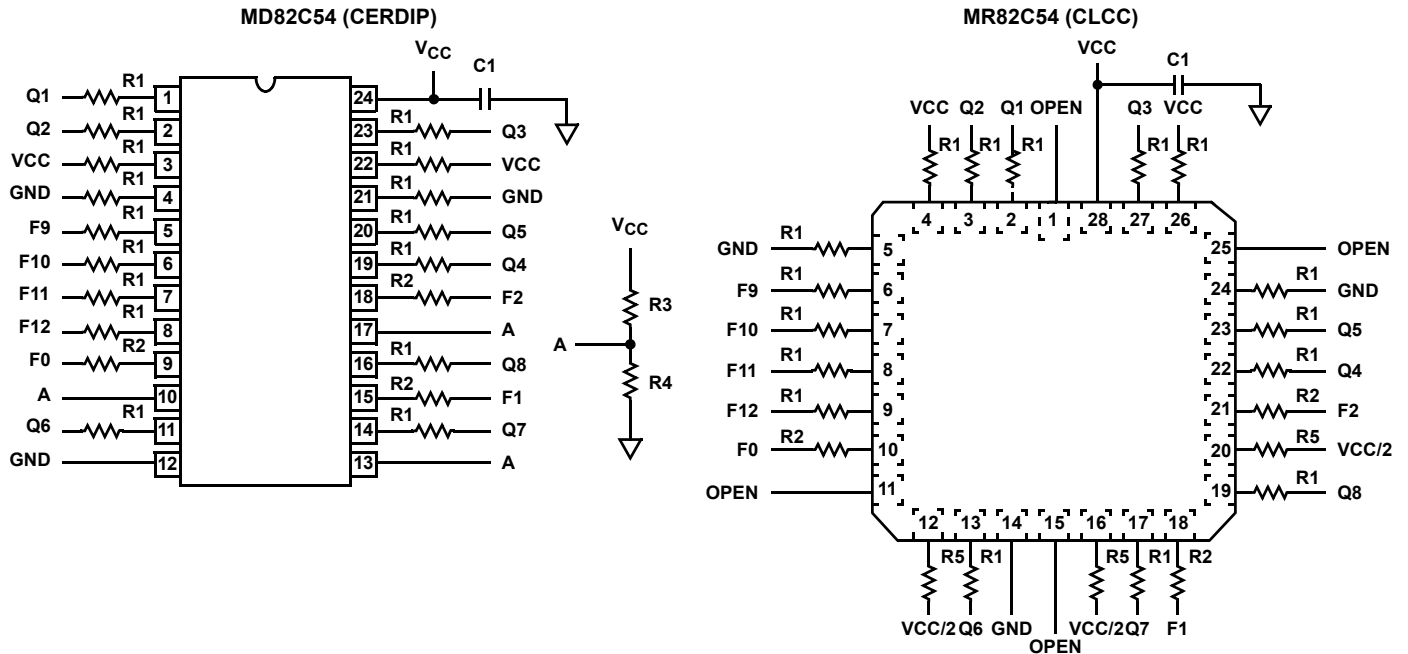 MD82C54 (CERDIP)
VCC
C1
Q1 R1 1
Q2 R1 2
VCC R1 3
GND R1 4
F9 R1 5
F10 R1 6
F11 R1 7
F12 R1 8
F0 R2 9
A 10
Q6 R1 11
GND 12
24
23 R1 Q3
22 R1 VCC
21 R1 GND
20 R1 Q5
19 R1 Q4
18 R2 F2
17 A
16 R1 Q8
15 R2 F1
14 R1 Q7
13 A
VCC
R3
A
R4
MR82C54 (CLCC)
VCC
C1
VCC Q2 Q1 OPEN Q3 VCC
R1 R1 R1 R1 R1
4 3 2 1 28 27 26
GND R1 5
F9 R1 6
F10 R1 7
F11 R1 8
F12 R1 9
F0 R2 10
OPEN 11
25 OPEN
24 R1 GND
23 R1 Q5
22 R1 Q4
21 R2 F2
20 R5 VCC/2
19 R1 Q8
12 13 14 15 16 17 18
R5 R1 R5 R1 R2
VCC/2 Q6 GND OPEN VCC/2 Q7 F1